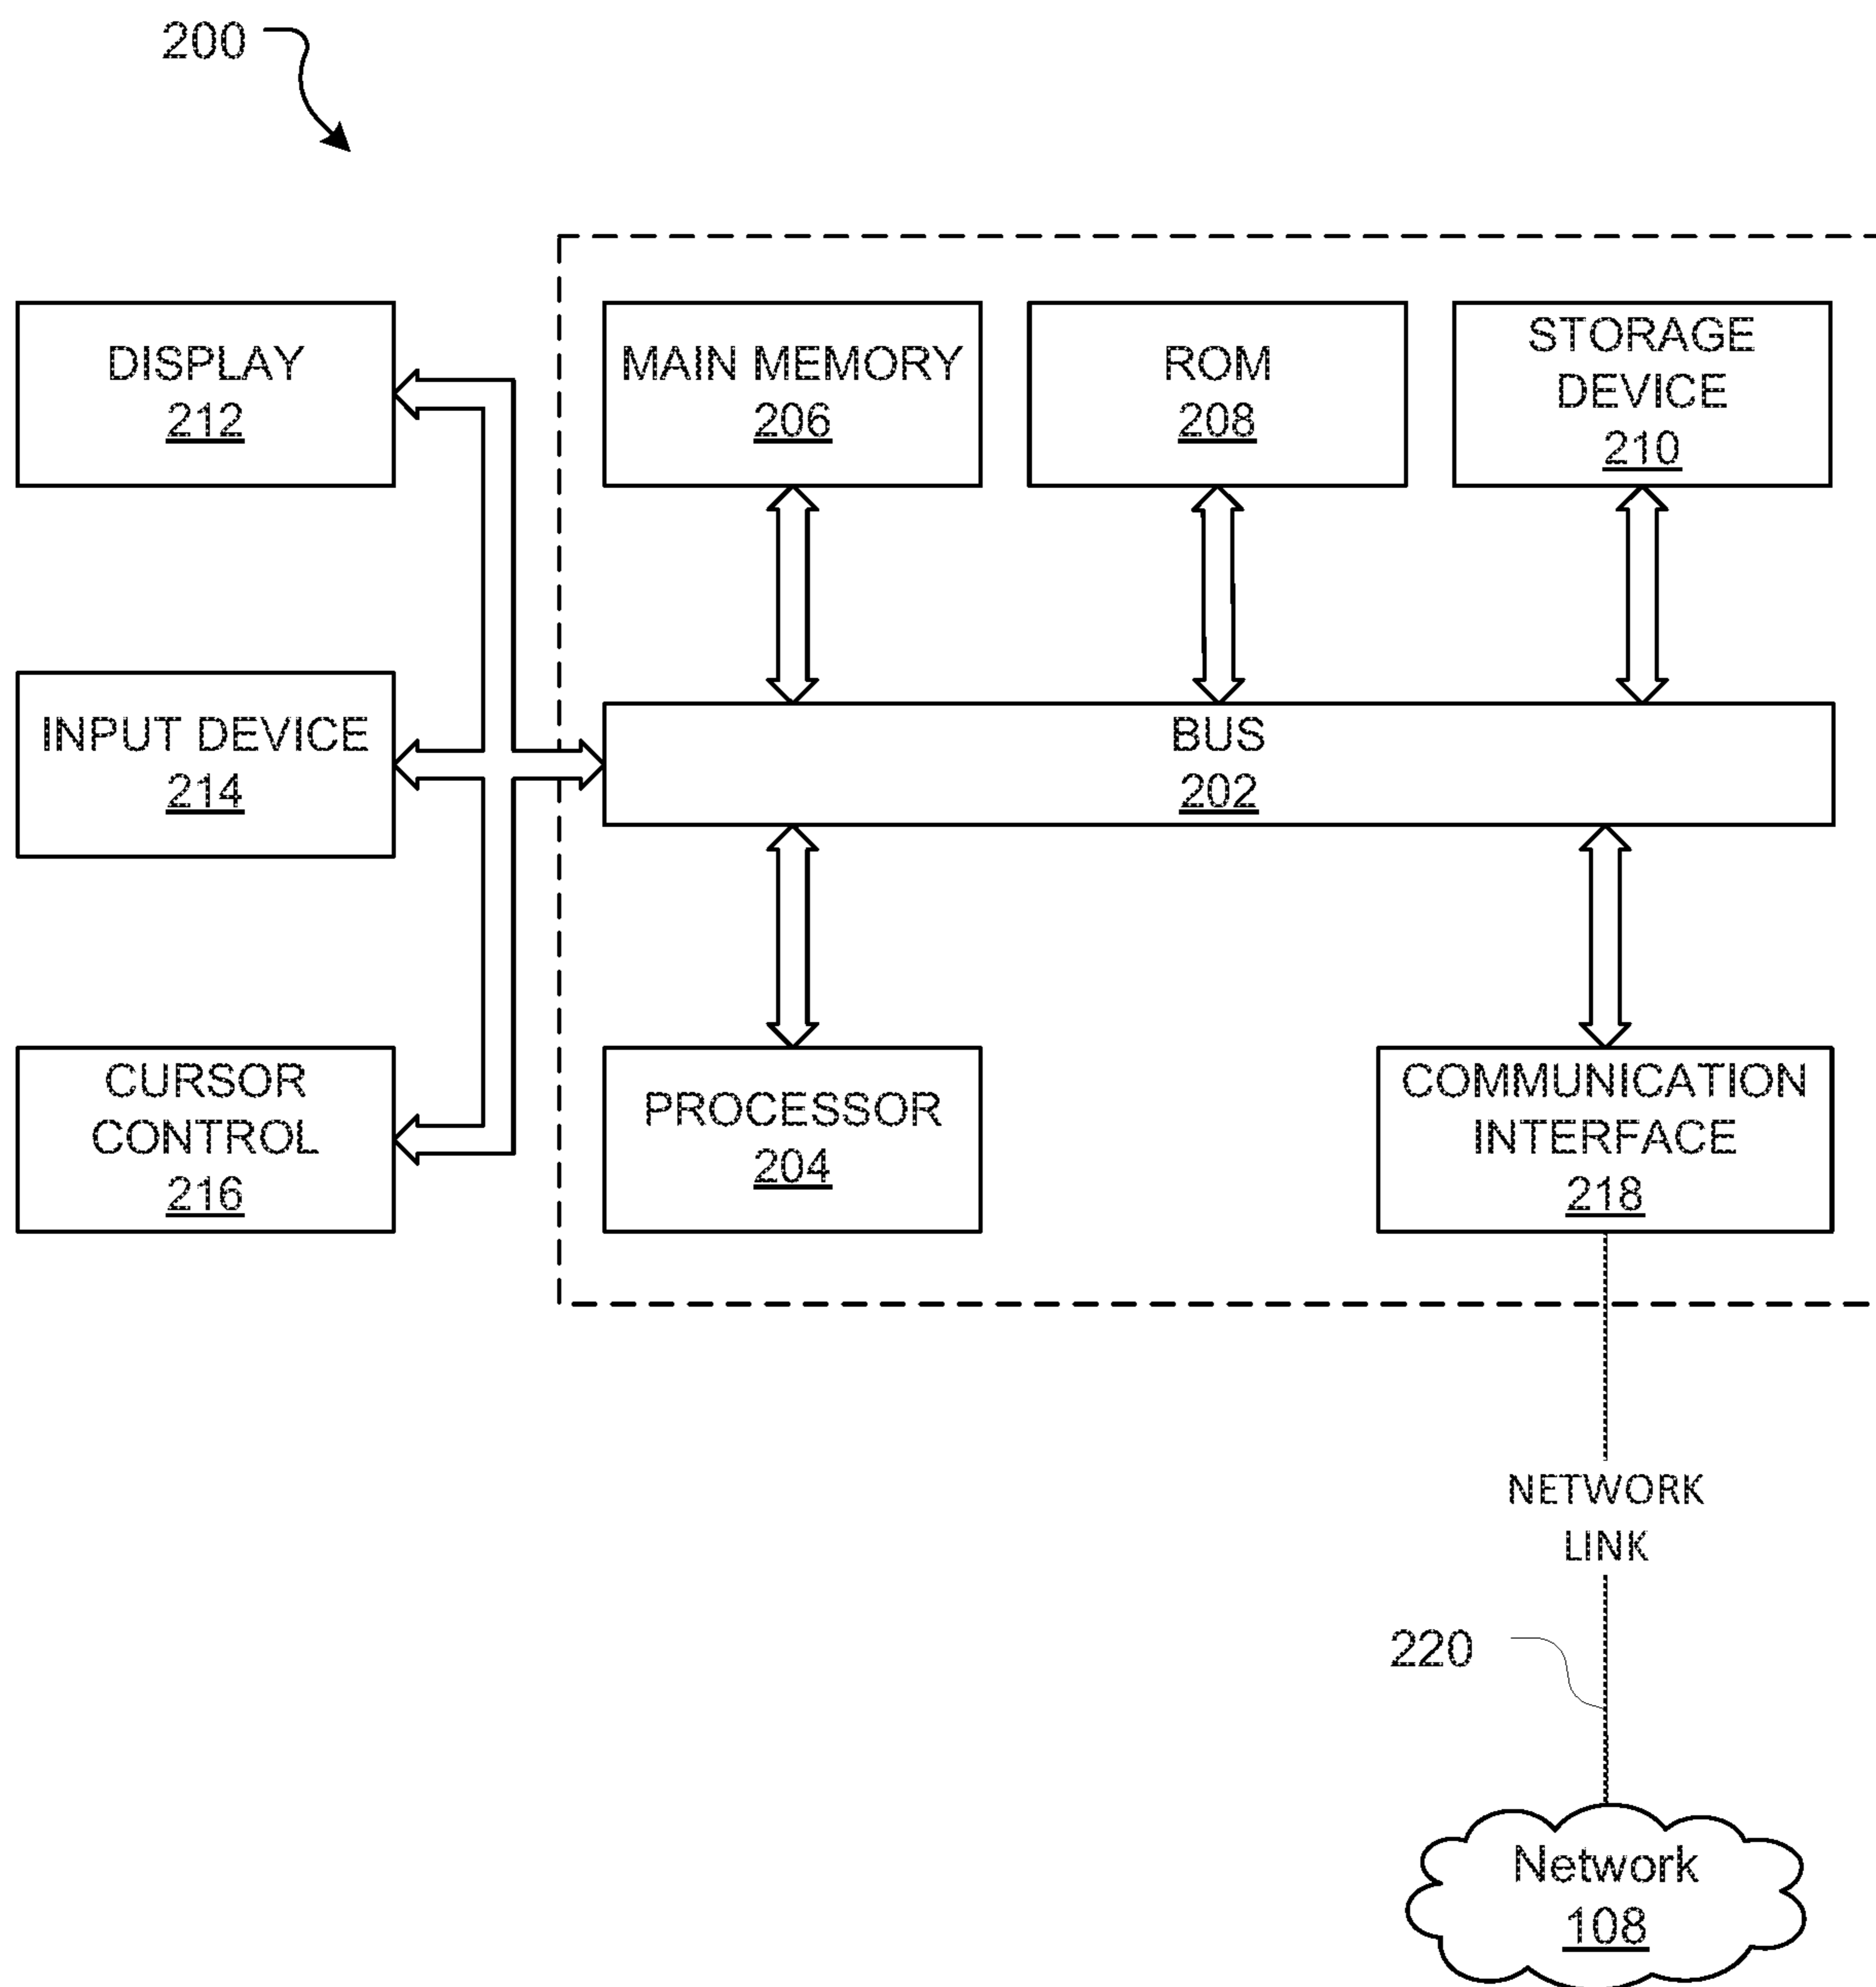 200
DISPLAY
212
MAIN MEMORY
206
ROM
208
STORAGE
DEVICE
210
INPUT DEVICE
214
BUS
202
CURSOR
CONTROL
216
PROCESSOR
204
COMMUNICATION
INTERFACE
218
NETWORK
LINK
220
Network
108